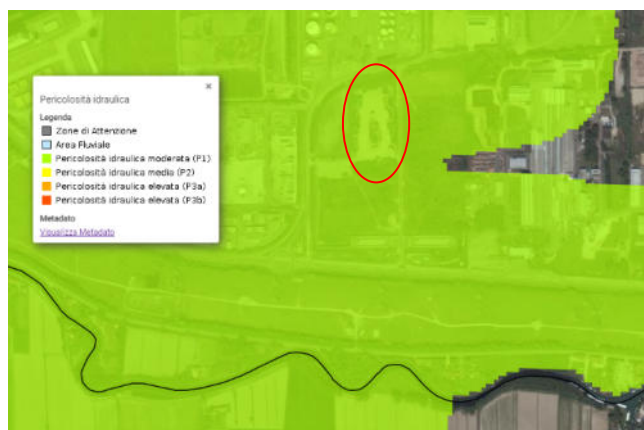 ×
Pericolosità idraulica
Legenda
Zone di Attenzione
Area Fluviale
Pericolosità idraulica moderata (P1)
Pericolosità idraulica media (P2)
Pericolosità idraulica elevata (P3a)
Pericolosità idraulica elevata (P3b)
Metadato
Visualizza Metadato